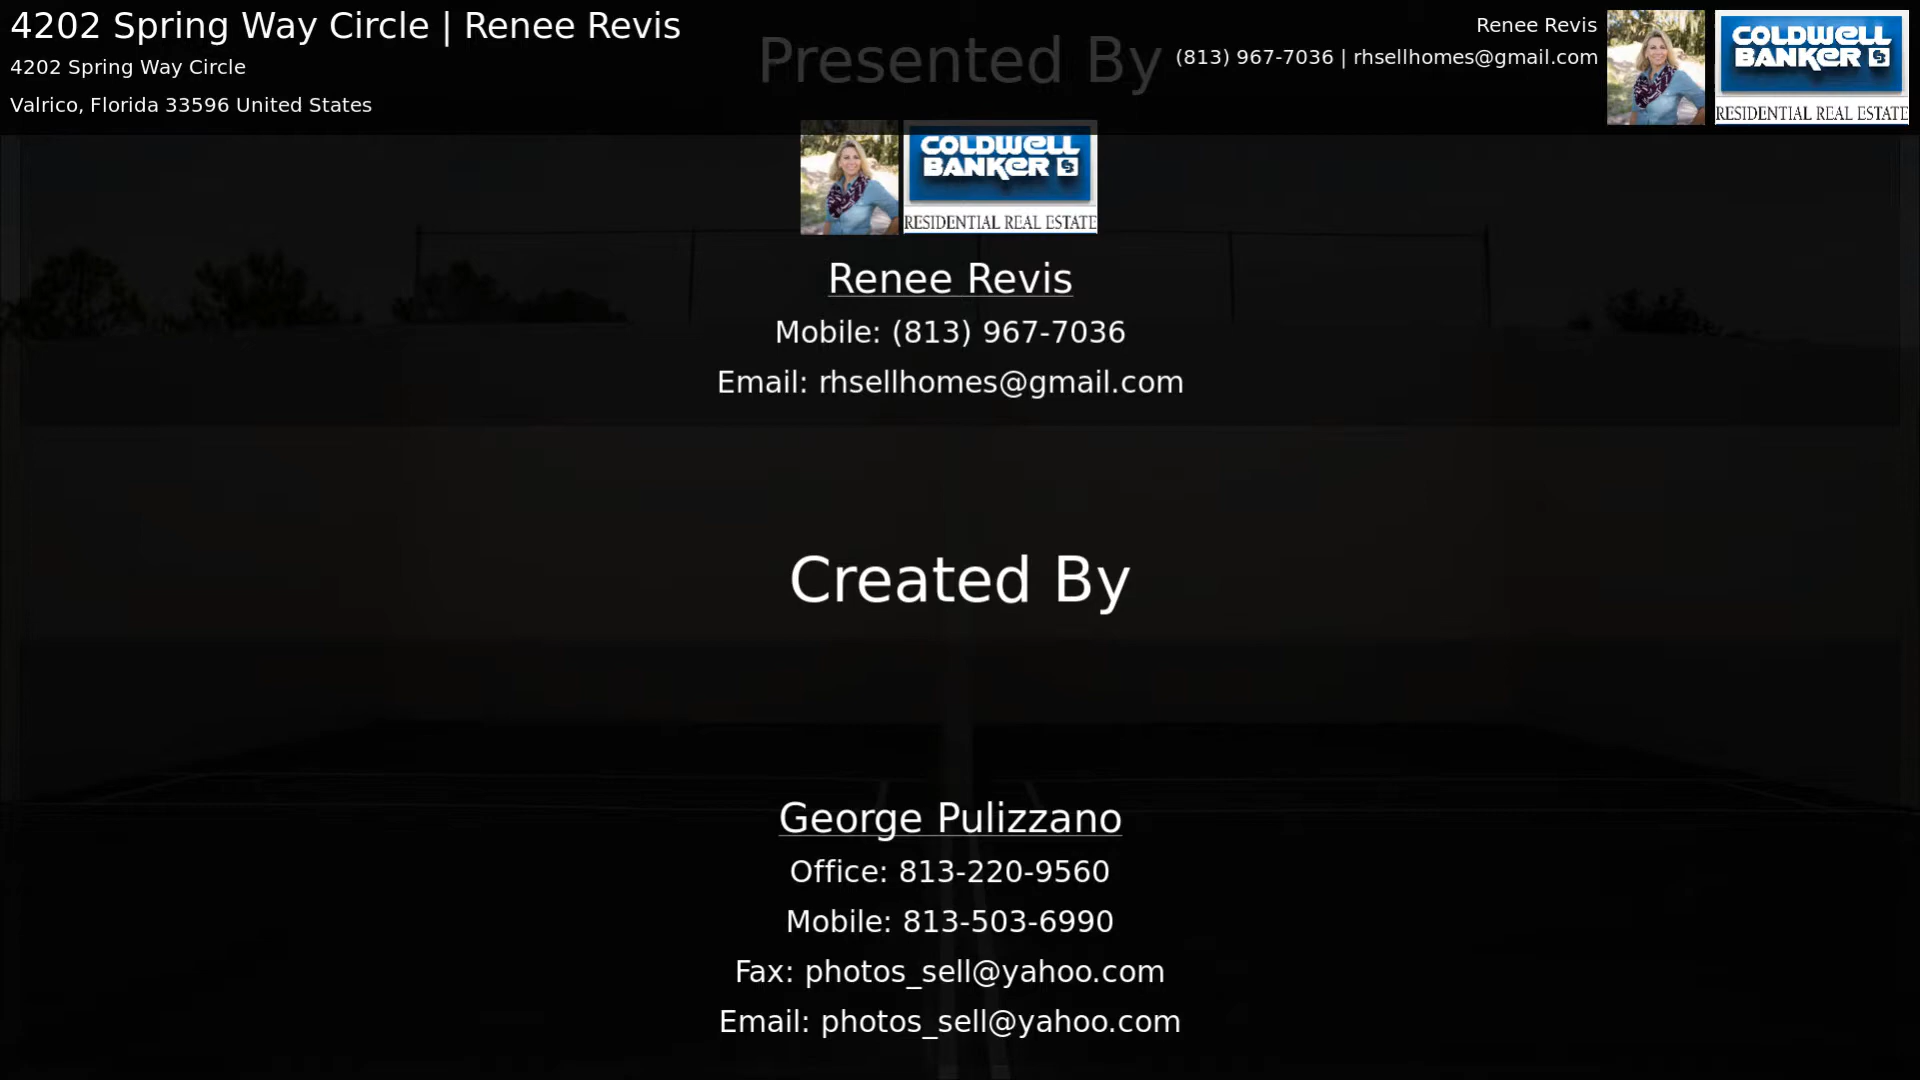 4202 Spring Way Circle | Renee Revis
4202 Spring Way Circle
Valrico, Florida 33596 United States
Renee Revis
(813) 967-7036 | rhsellhomes@gmail.com
COLDWELL
BANKER
RESIDENTIAL REAL ESTATE
Presented By
COLDWELL
BANKER
RESIDENTIAL REAL ESTATE
Renee Revis
Mobile: (813) 967-7036
Email: rhsellhomes@gmail.com
Created By
George Pulizzano
Office: 813-220-9560
Mobile: 813-503-6990
Fax: photos_sell@yahoo.com
Email: photos_sell@yahoo.com